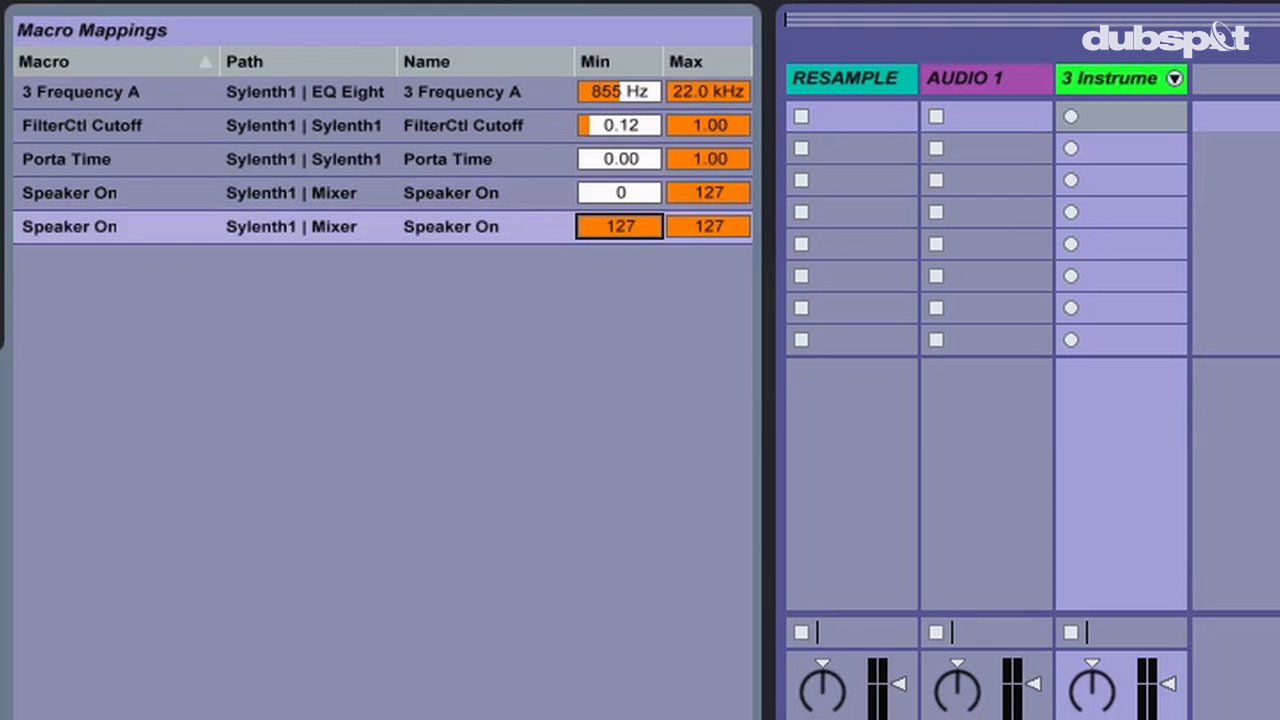 Macro Mappings
Macro Path Name Min Max
3 Frequency A Sylenth1 | EQ Eight 3 Frequency A 855 Hz 22.0 kHz
FilterCtl Cutoff Sylenth1 | Sylenth1 FilterCtl Cutoff 0.12 1.00
Porta Time Sylenth1 | Sylenth1 Porta Time 0.00 1.00
Speaker On Sylenth1 | Mixer Speaker On 0 127
Speaker On Sylenth1 | Mixer Speaker On 127 127
dubspot
RESAMPLE AUDIO 1 3 Instrume